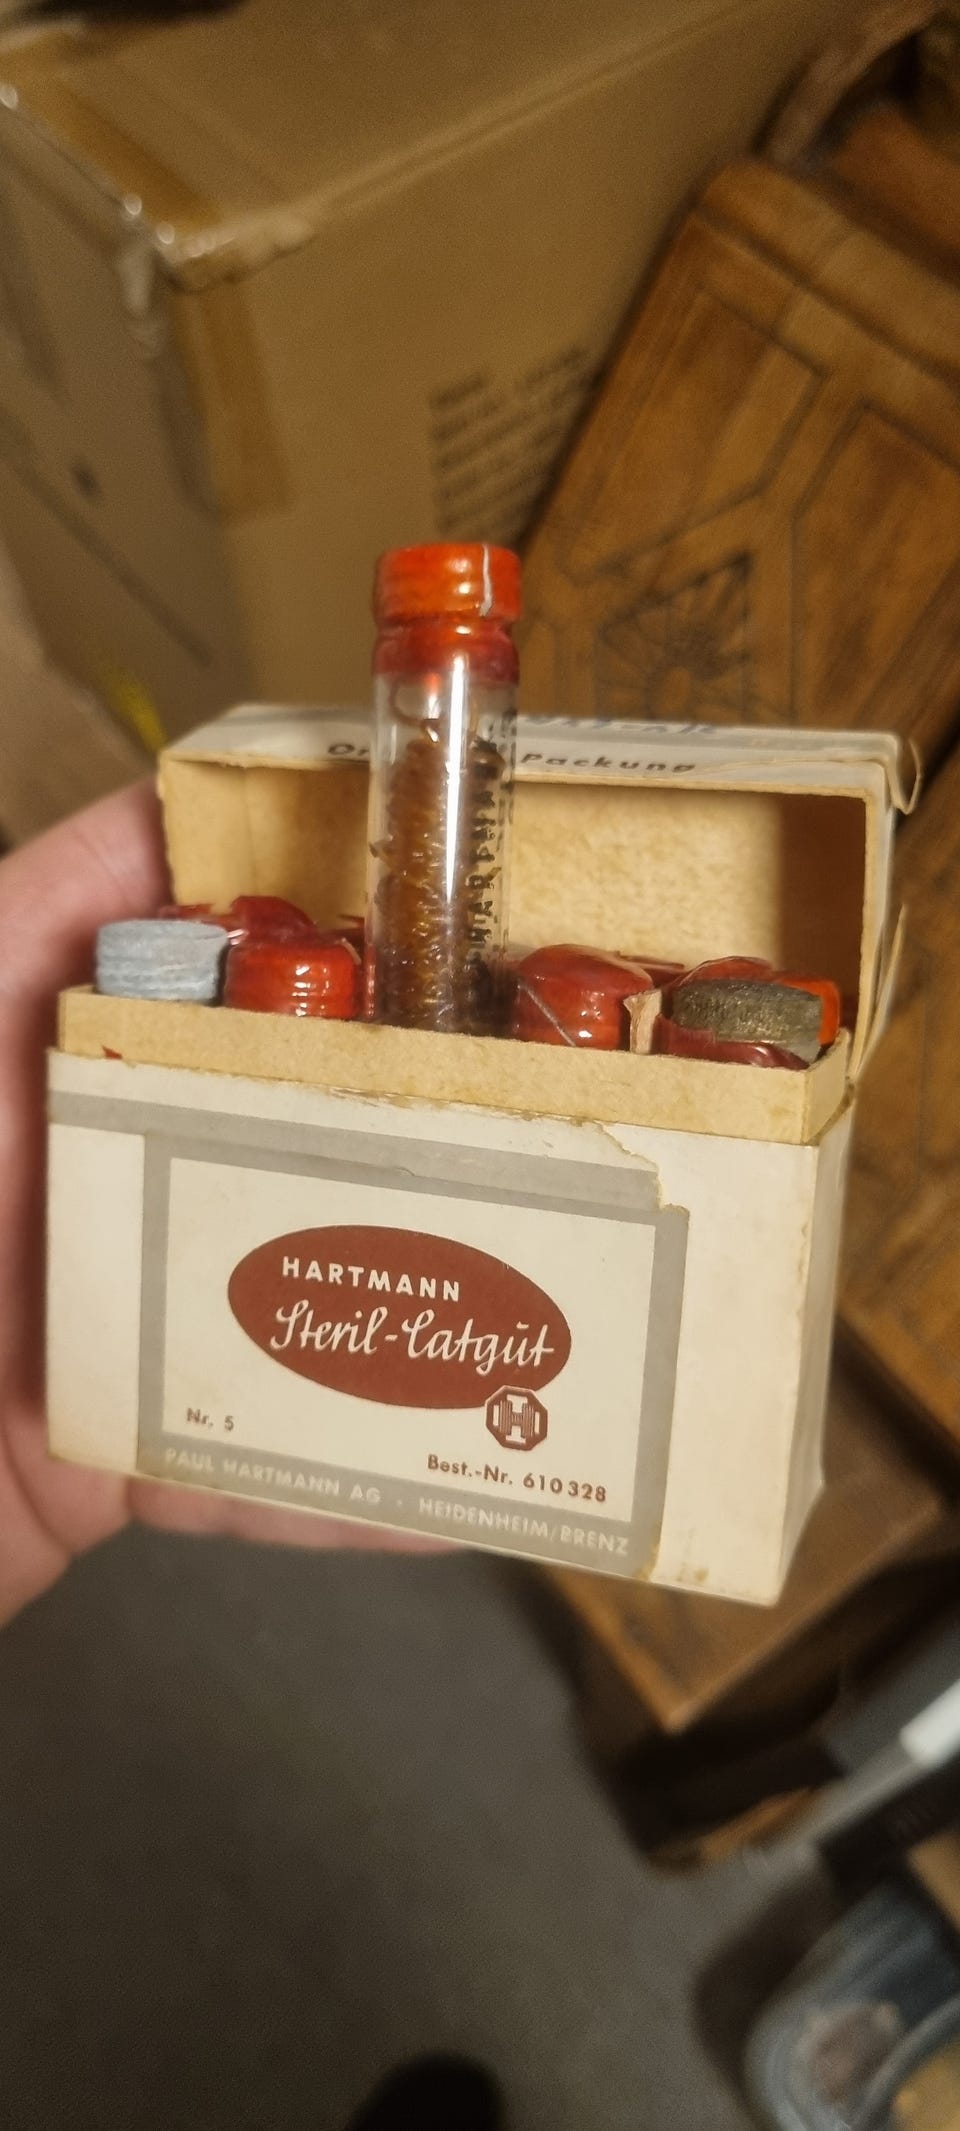 Packung
HARTMANN
HARTMANN
Steril-Catgut
H
Nr. 5
Best.-Nr. 610328
PAUL HARTMANN AG · HEIDENHEIM/BRENZ